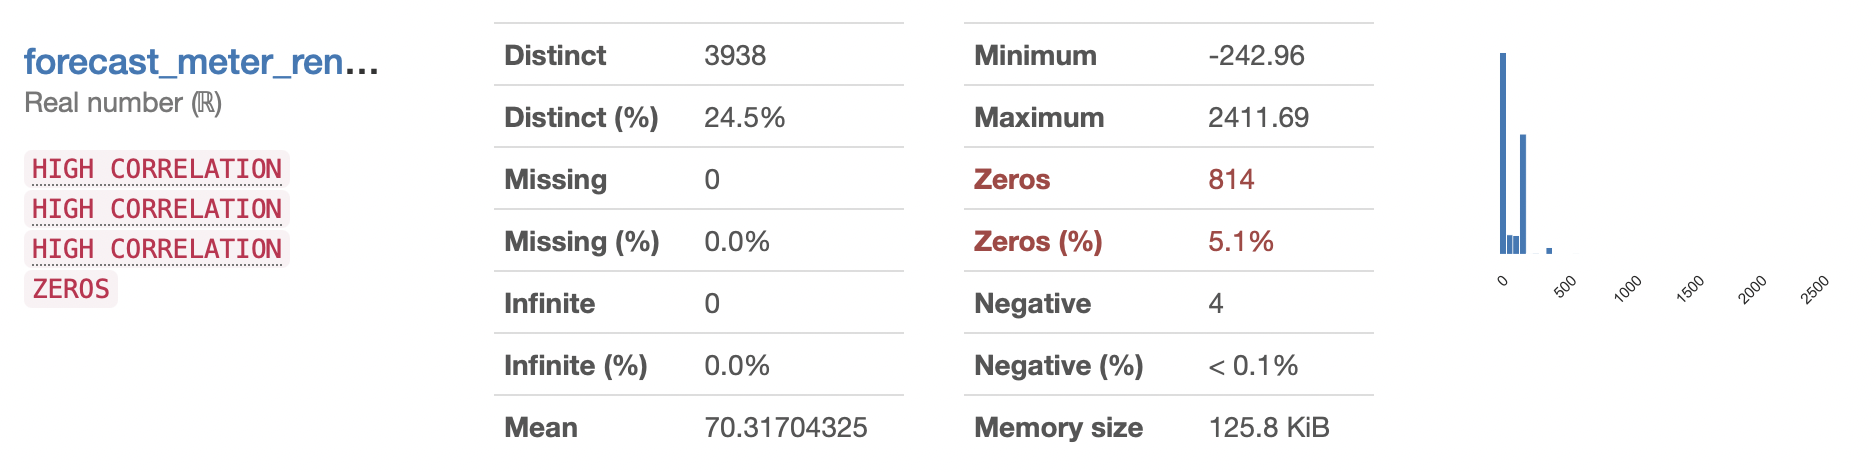 forecast_meter_ren...
Real number (ℝ)
HIGH CORRELATION
HIGH CORRELATION
HIGH CORRELATION
ZEROS
Distinct 3938
Distinct (%) 24.5%
Missing 0
Missing (%) 0.0%
Infinite 0
Infinite (%) 0.0%
Mean 70.31704325
Minimum -242.96
Maximum 2411.69
Zeros 814
Zeros (%) 5.1%
Negative 4
Negative (%) < 0.1%
Memory size 125.8 KiB
0 500 1000 1500 2000 2500